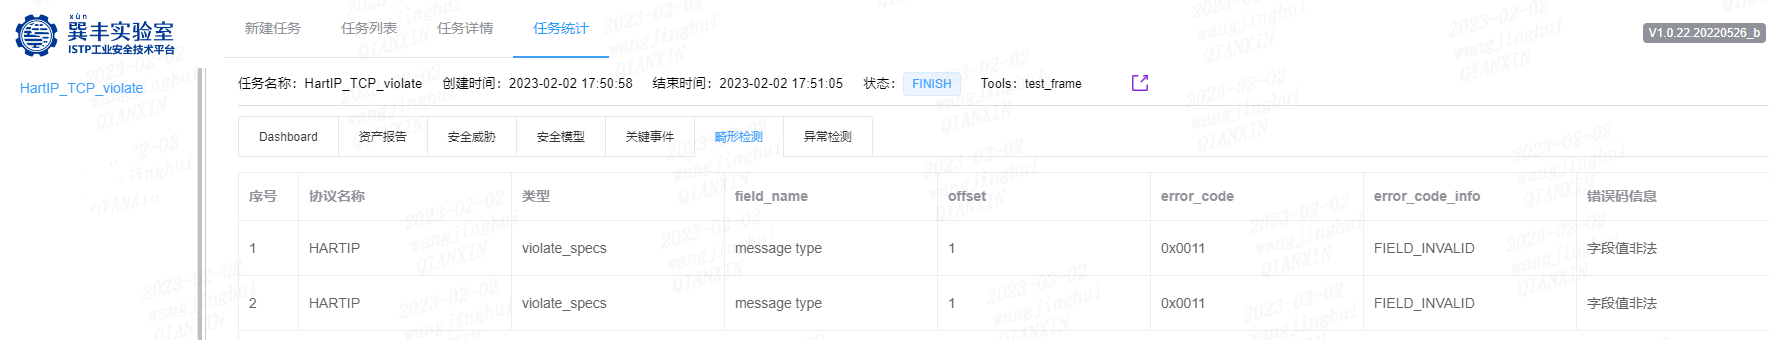 xùn
巽丰实验室
ISTP工业安全技术平台
新建任务 任务列表 任务详情 任务统计
V1.0.22.20220526_b
HartIP_TCP_violate
任务名称：HartIP_TCP_violate 创建时间：2023-02-02 17:50:58 结束时间：2023-02-02 17:51:05 状态：FINISH Tools：test_frame
Dashboard 资产报告 安全威胁 安全模型 关键事件 畸形检测 异常检测
序号 协议名称 类型 field_name offset error_code error_code_info 错误码信息
1 HARTIP violate_specs message type 1 0x0011 FIELD_INVALID 字段值非法
2 HARTIP violate_specs message type 1 0x0011 FIELD_INVALID 字段值非法
2023-02-02
wangjinghui
QIANXIN